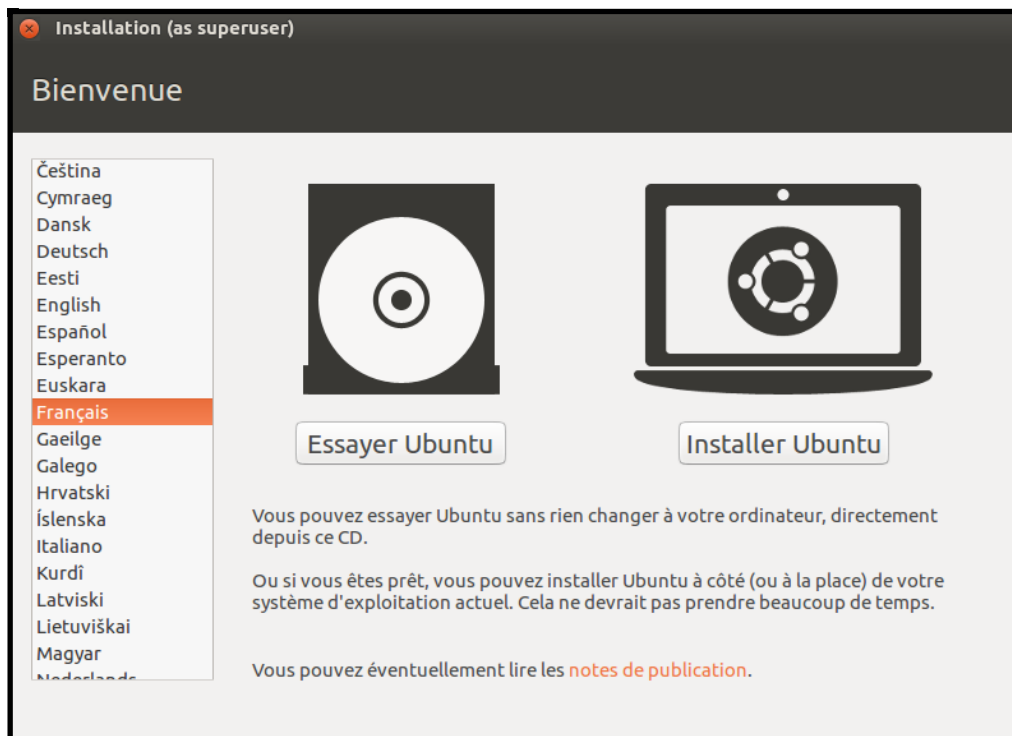 Installation (as superuser)
Bienvenue
Čeština
Cymraeg
Dansk
Deutsch
Eesti
English
Español
Esperanto
Euskara
Français
Gaeilge
Galego
Hrvatski
Íslenska
Italiano
Kurdî
Latviski
Lietuviškai
Magyar
Nederlands
Essayer Ubuntu
Installer Ubuntu
Vous pouvez essayer Ubuntu sans rien changer à votre ordinateur, directement
depuis ce CD.
Ou si vous êtes prêt, vous pouvez installer Ubuntu à côté (ou à la place) de votre
système d'exploitation actuel. Cela ne devrait pas prendre beaucoup de temps.
Vous pouvez éventuellement lire les notes de publication.